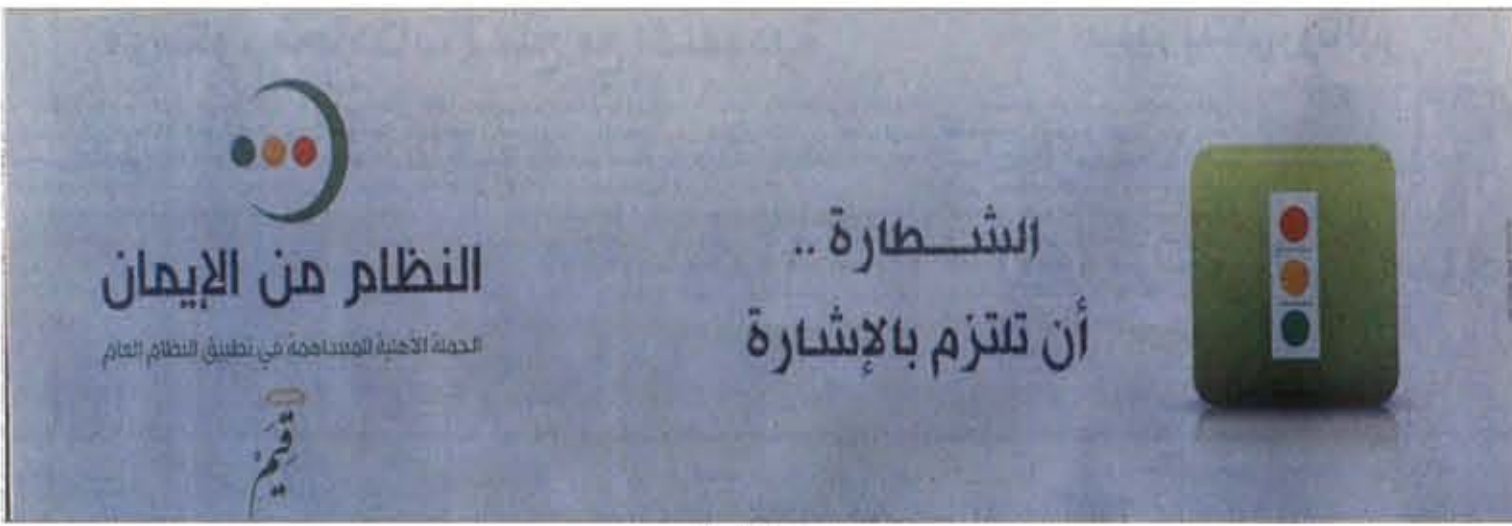 الشطارة ..
أن تلتزم بالإشارة
النظام من الإيمان
الحملة الأهلية للمساهمة في تطبيق النظام العام
قيم